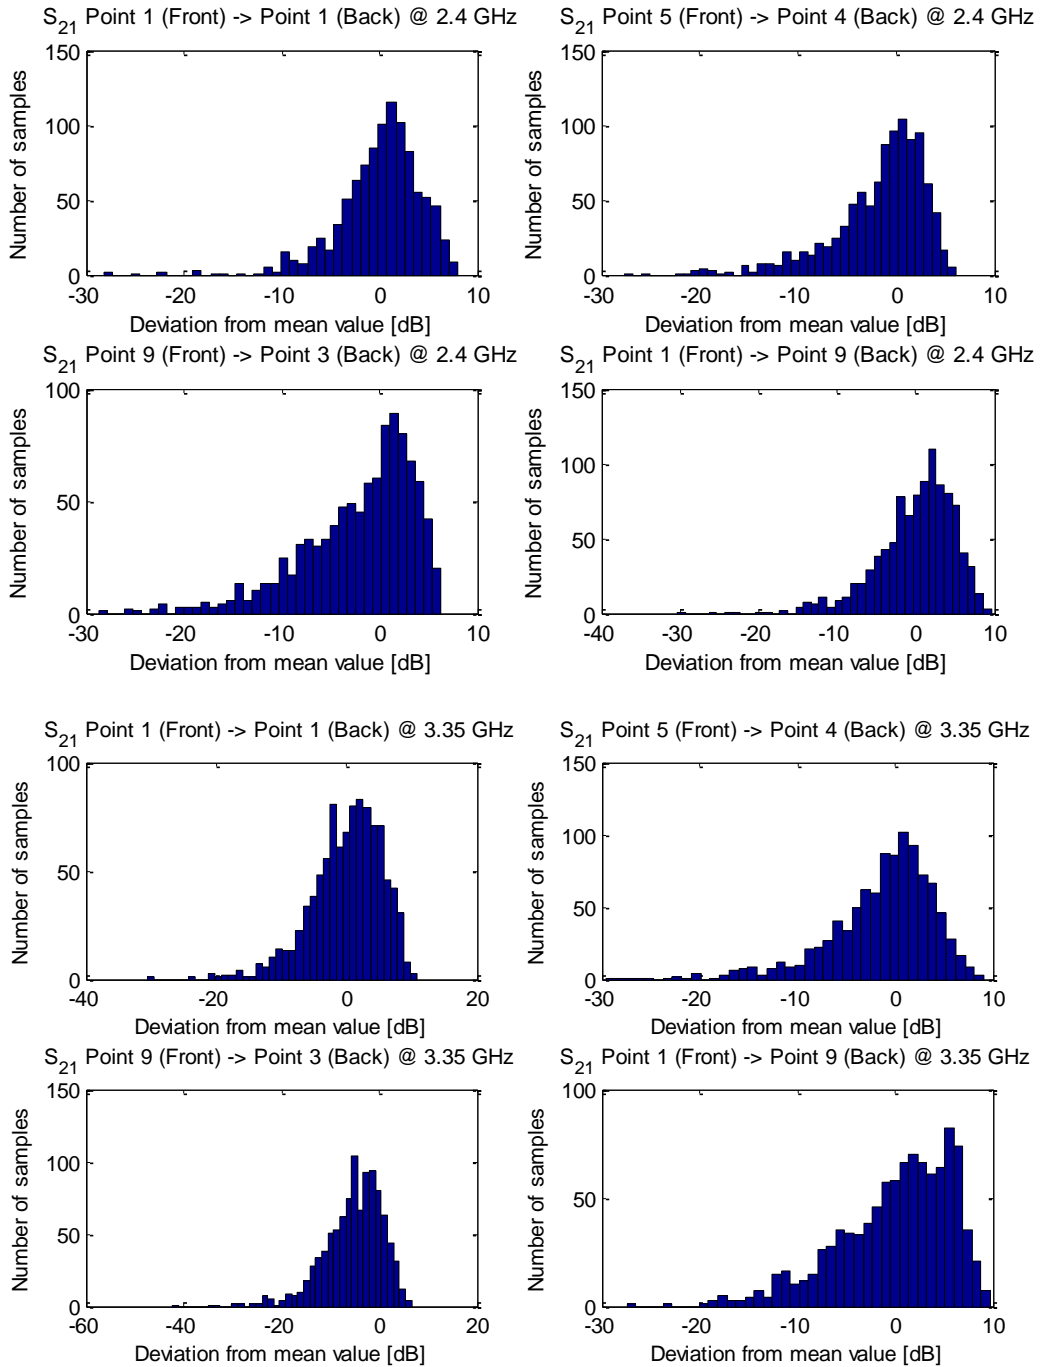 S21 Point 1 (Front) -> Point 1 (Back) @ 2.4 GHz
150
100
50
0
Number of samples
-30 -20 -10 0 10
Deviation from mean value [dB]
S21 Point 5 (Front) -> Point 4 (Back) @ 2.4 GHz
150
100
50
0
Number of samples
-30 -20 -10 0 10
Deviation from mean value [dB]
S21 Point 9 (Front) -> Point 3 (Back) @ 2.4 GHz
100
50
0
Number of samples
-30 -20 -10 0 10
Deviation from mean value [dB]
S21 Point 1 (Front) -> Point 9 (Back) @ 2.4 GHz
150
100
50
0
Number of samples
-40 -30 -20 -10 0 10
Deviation from mean value [dB]
S21 Point 1 (Front) -> Point 1 (Back) @ 3.35 GHz
100
50
0
Number of samples
-40 -20 0 20
Deviation from mean value [dB]
S21 Point 5 (Front) -> Point 4 (Back) @ 3.35 GHz
150
100
50
0
Number of samples
-30 -20 -10 0 10
Deviation from mean value [dB]
S21 Point 9 (Front) -> Point 3 (Back) @ 3.35 GHz
150
100
50
0
Number of samples
-60 -40 -20 0 20
Deviation from mean value [dB]
S21 Point 1 (Front) -> Point 9 (Back) @ 3.35 GHz
100
50
0
Number of samples
-30 -20 -10 0 10
Deviation from mean value [dB]